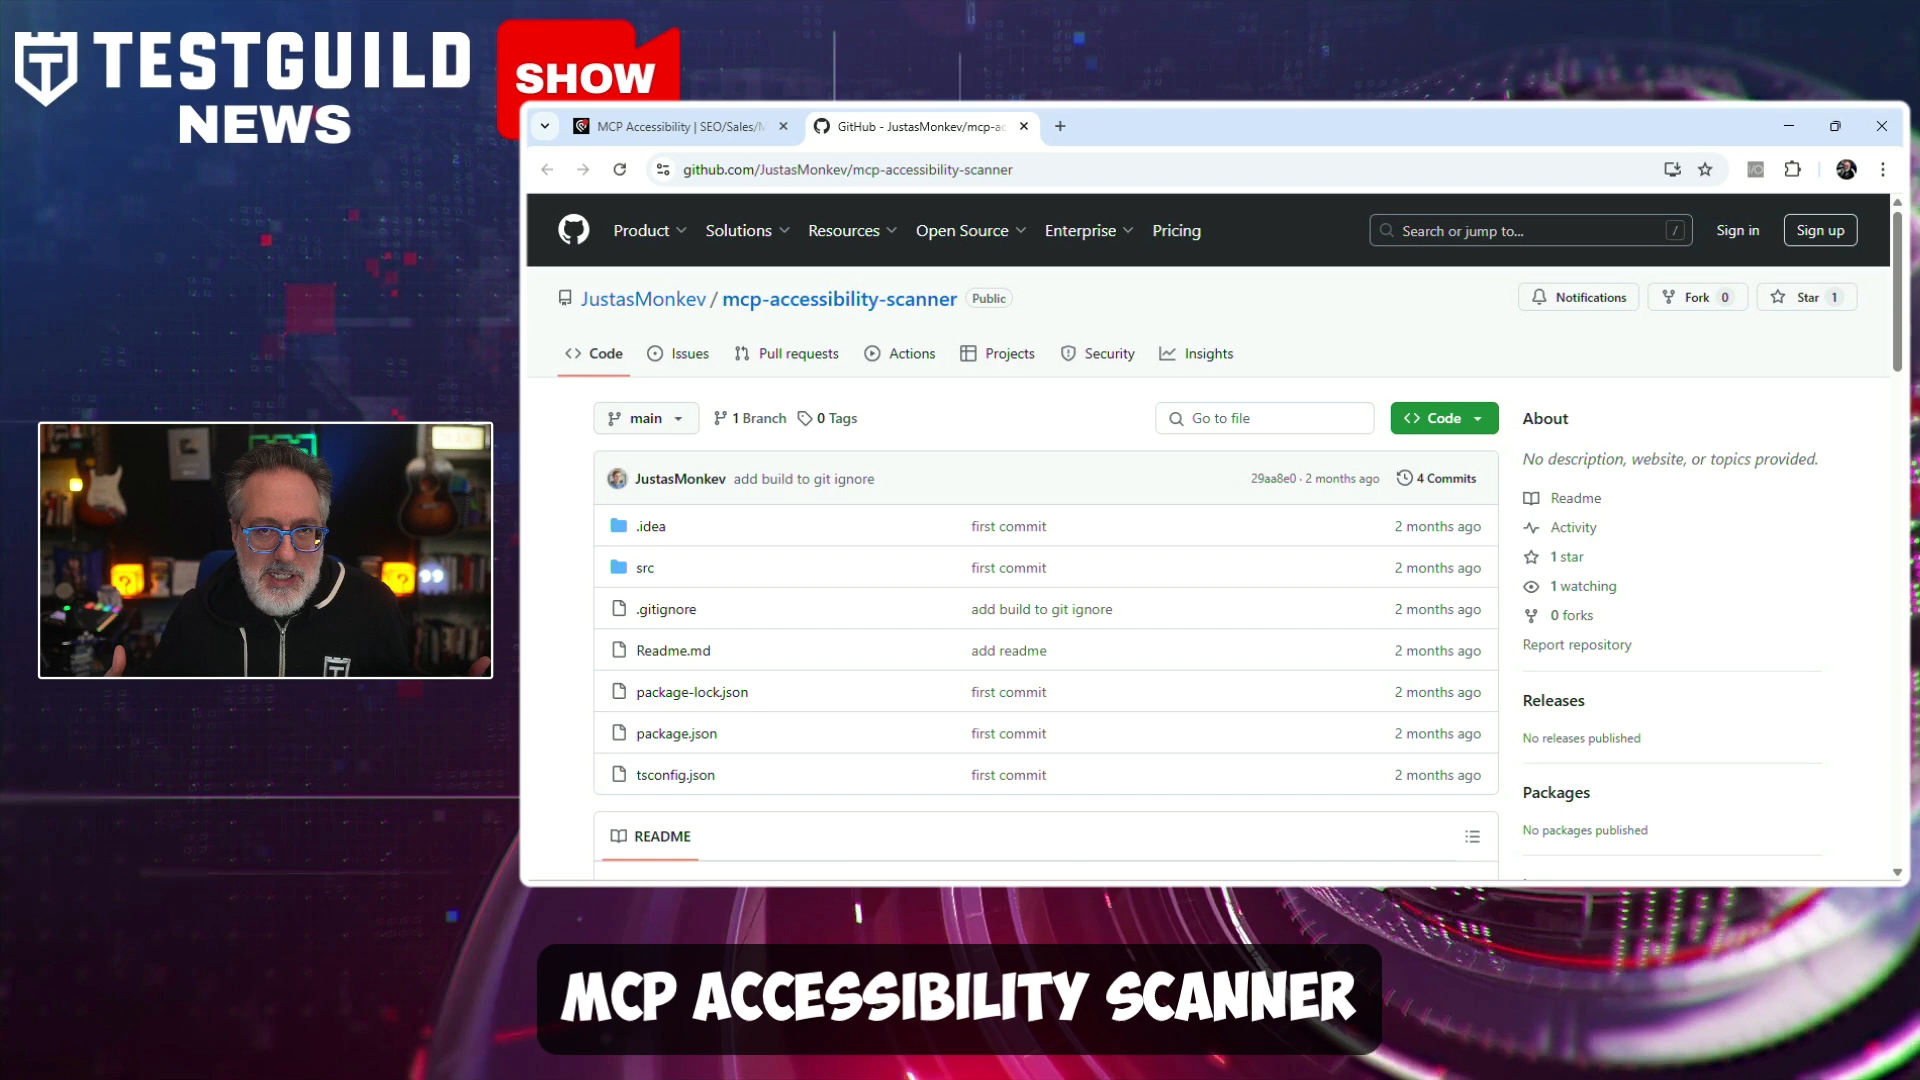 TESTGUILD
NEWS
SHOW
MCP Accessibility | SEO/Sales/
GitHub - JustasMonkev/mcp-ac
github.com/JustasMonkev/mcp-accessibility-scanner
Product Solutions Resources Open Source Enterprise Pricing
Search or jump to... /
Sign in
Sign up
JustasMonkev / mcp-accessibility-scanner Public
Notifications Fork 0 Star 1
Code Issues Pull requests Actions Projects Security Insights
main 1 Branch 0 Tags Go to file Code
JustasMonkev add build to git ignore 29aa8e0 · 2 months ago 4 Commits
.idea first commit 2 months ago
src first commit 2 months ago
.gitignore add build to git ignore 2 months ago
Readme.md add readme 2 months ago
package-lock.json first commit 2 months ago
package.json first commit 2 months ago
tsconfig.json first commit 2 months ago
README
About
No description, website, or topics provided.
Readme
Activity
1 star
1 watching
0 forks
Report repository
Releases
No releases published
Packages
No packages published
MCP ACCESSIBILITY SCANNER